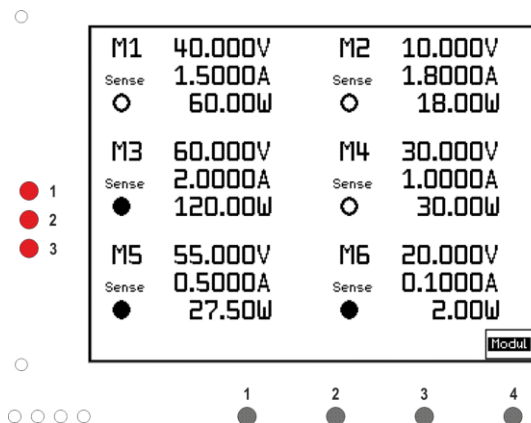 M1 40.000V M2 10.000V
Sense 1.5000A Sense 1.8000A
60.00W 18.00W
M3 60.000V M4 30.000V
Sense 2.0000A Sense 1.0000A
120.00W 30.00W
M5 55.000V M6 20.000V
Sense 0.5000A Sense 0.1000A
27.50W 2.00W
Modul
1
2
3
1 2 3 4